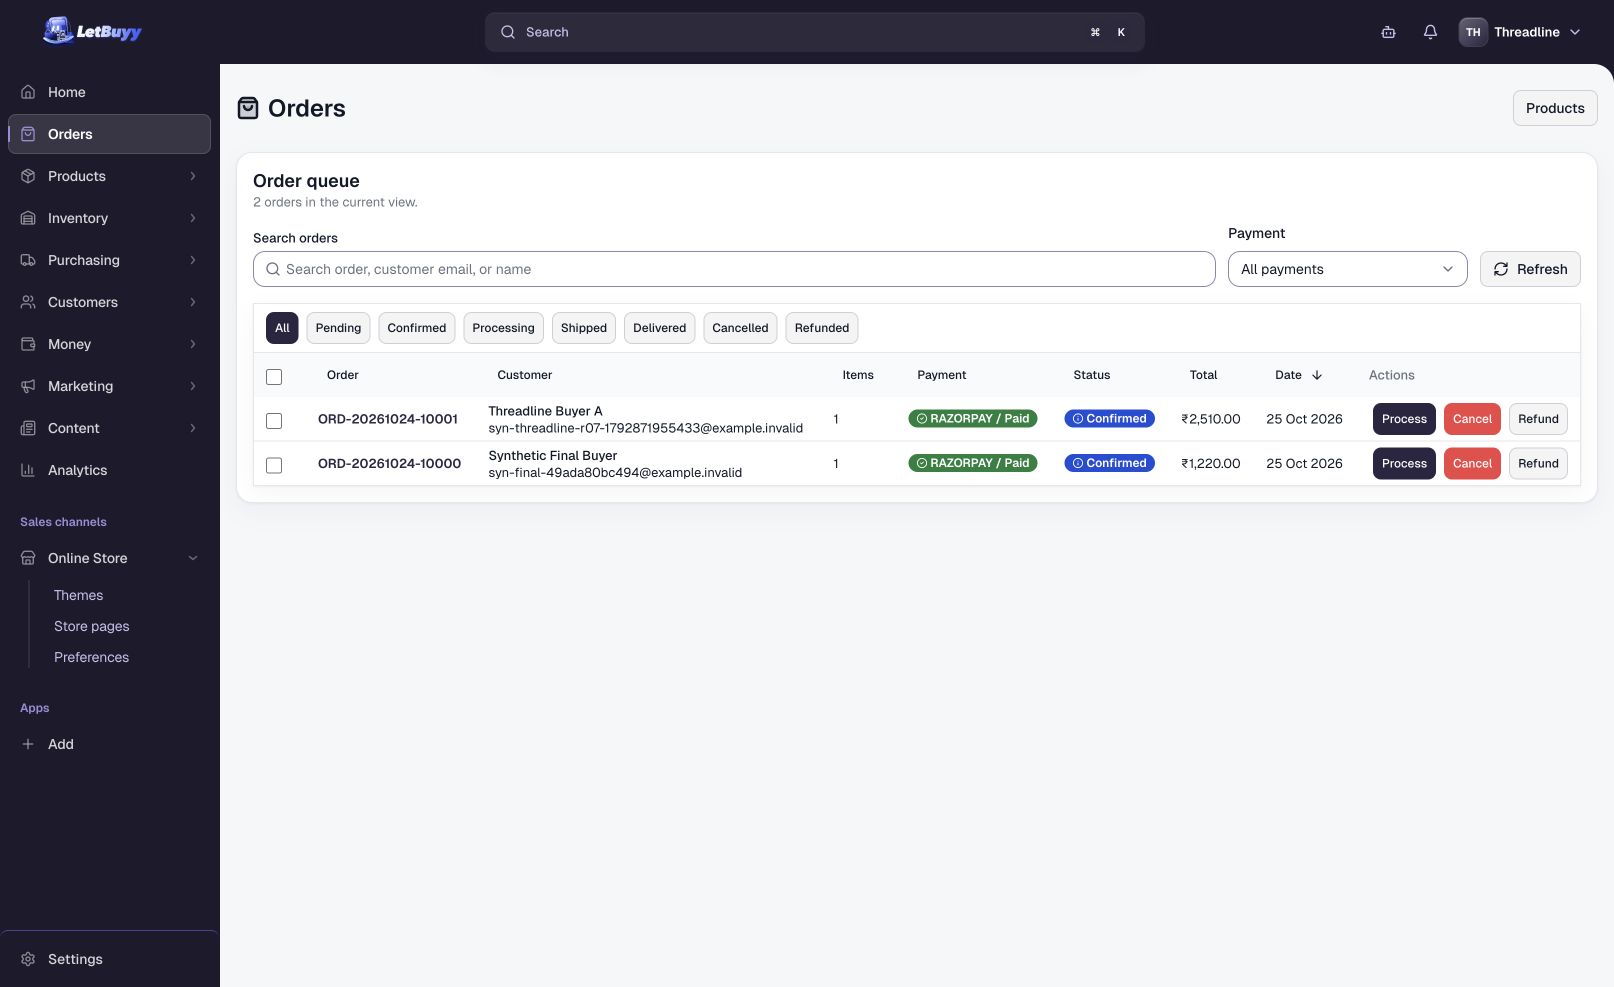 LetBuyy
Search ⌘ K
TH Threadline
Home
Orders
Products
Inventory
Purchasing
Customers
Money
Marketing
Content
Analytics
Sales channels
Online Store
Themes
Store pages
Preferences
Apps
Add
Settings
Orders
Products
Order queue
2 orders in the current view.
Search orders
Search order, customer email, or name
Payment
All payments
Refresh
All Pending Confirmed Processing Shipped Delivered Cancelled Refunded
Order Customer Items Payment Status Total Date Actions
ORD-20261024-10001 Threadline Buyer A 1 RAZORPAY / Paid Confirmed ₹2,510.00 25 Oct 2026 Process Cancel Refund
syn-threadline-r07-1792871955433@example.invalid
ORD-20261024-10000 Synthetic Final Buyer 1 RAZORPAY / Paid Confirmed ₹1,220.00 25 Oct 2026 Process Cancel Refund
syn-final-49ada80bc494@example.invalid